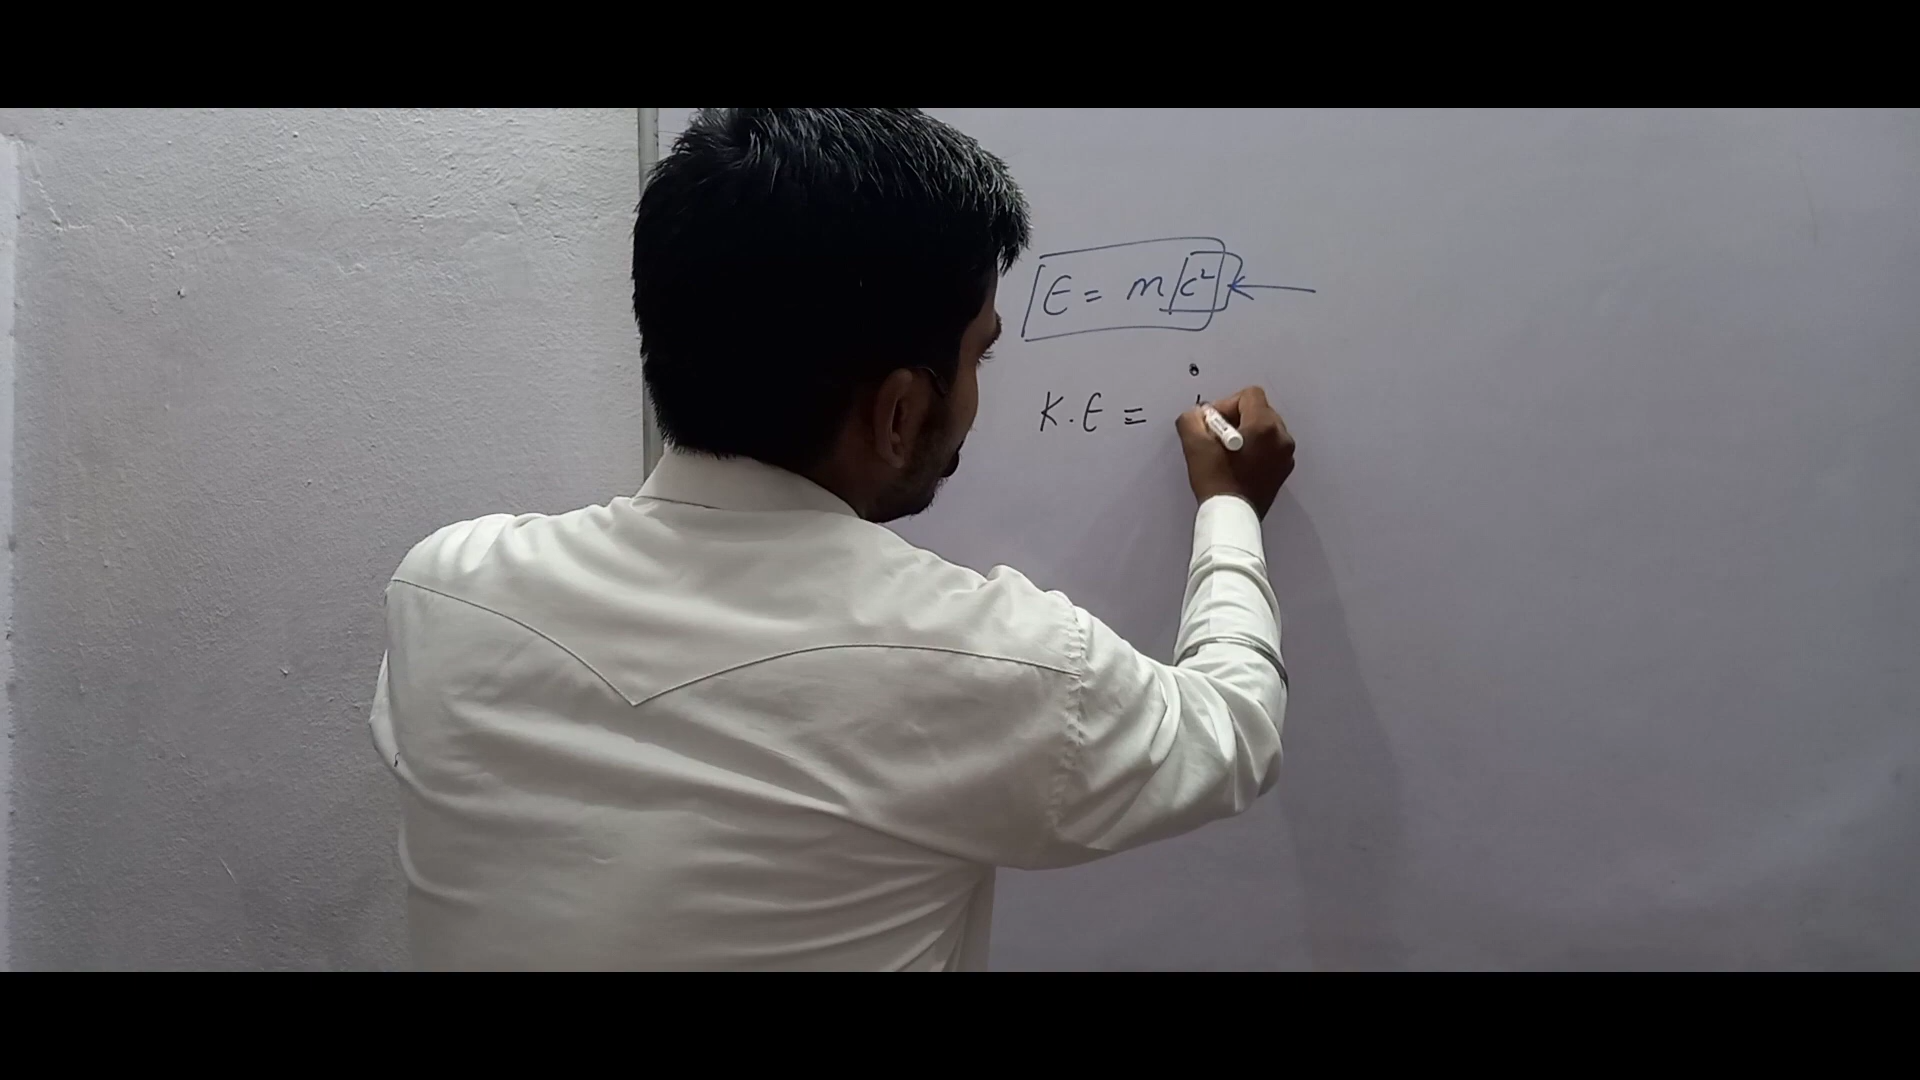 E = mc²
K.E =